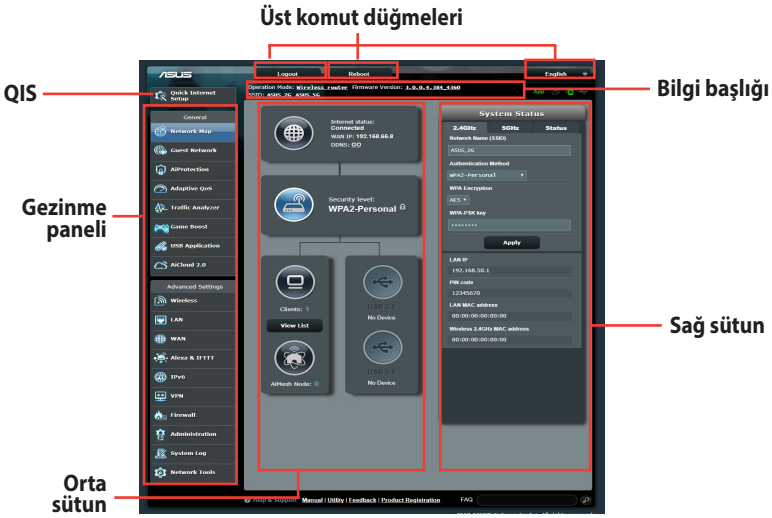 Üst komut düğmeleri
ASUS
Logout
Reboot
English
QIS
Quick Internet
Setup
Operation Mode: Wireless router Firmware Version: 3.0.0.4.384_4360
SSID: ASUS_2G ASUS_5G
App
Bilgi başlığı
General
Network Map
Guest Network
AiProtection
Adaptive QoS
Traffic Analyzer
Game Boost
USB Application
AiCloud 2.0
Gezinme
paneli
Advanced Settings
Wireless
LAN
WAN
Alexa & IFTTT
IPv6
VPN
Firewall
Administration
System Log
Network Tools
Internet status:
Connected
WAN IP: 192.168.66.8
DDNS: GO
Security level:
WPA2-Personal
Clients: 1
View List
AiMesh Node: 0
USB 3.0
No Device
USB 3.0
No Device
System Status
2.4GHz 5GHz Status
Network Name (SSID)
ASUS_2G
Authentication Method
WPA2-Personal
WPA Encryption
AES
WPA-PSK key
••••••••
Apply
LAN IP
192.168.50.1
PIN code
12345670
LAN MAC address
00:00:00:00:00:00
Wireless 2.4GHz MAC address
00:00:00:00:00:00
Sağ sütun
Orta
sütun
Help & Support Manual | Utility | Feedback | Product Registration FAQ